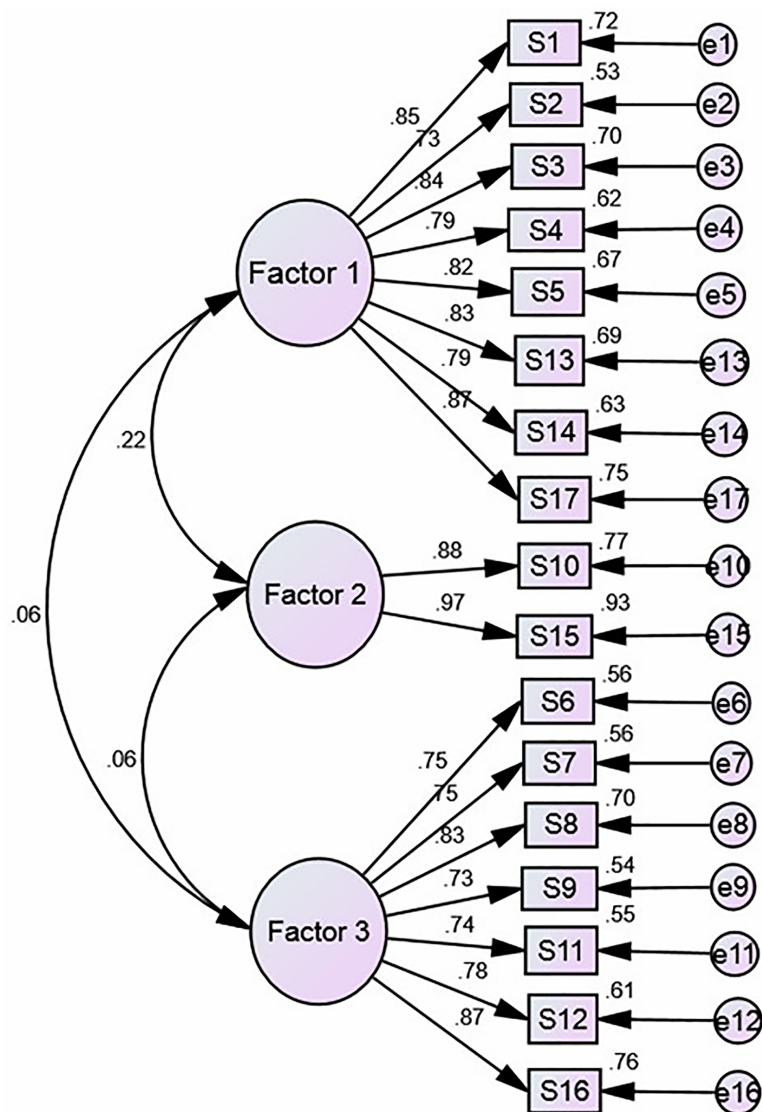 .72
S1
e1
.85
.53
S2
e2
.73
.70
S3
e3
.84
.62
S4
e4
.79
.67
S5
e5
.82
Factor 1
.83
.69
S13
e13
.79
.63
S14
e14
.87
.75
S17
e17
.22
.88
.77
S10
e10
Factor 2
.97
.93
S15
e15
.06
.56
S6
e6
.75
.56
S7
e7
.75
.06
.70
S8
e8
.83
.54
S9
e9
.73
.55
S11
e11
.74
Factor 3
.78
.61
S12
e12
.87
.76
S16
e16